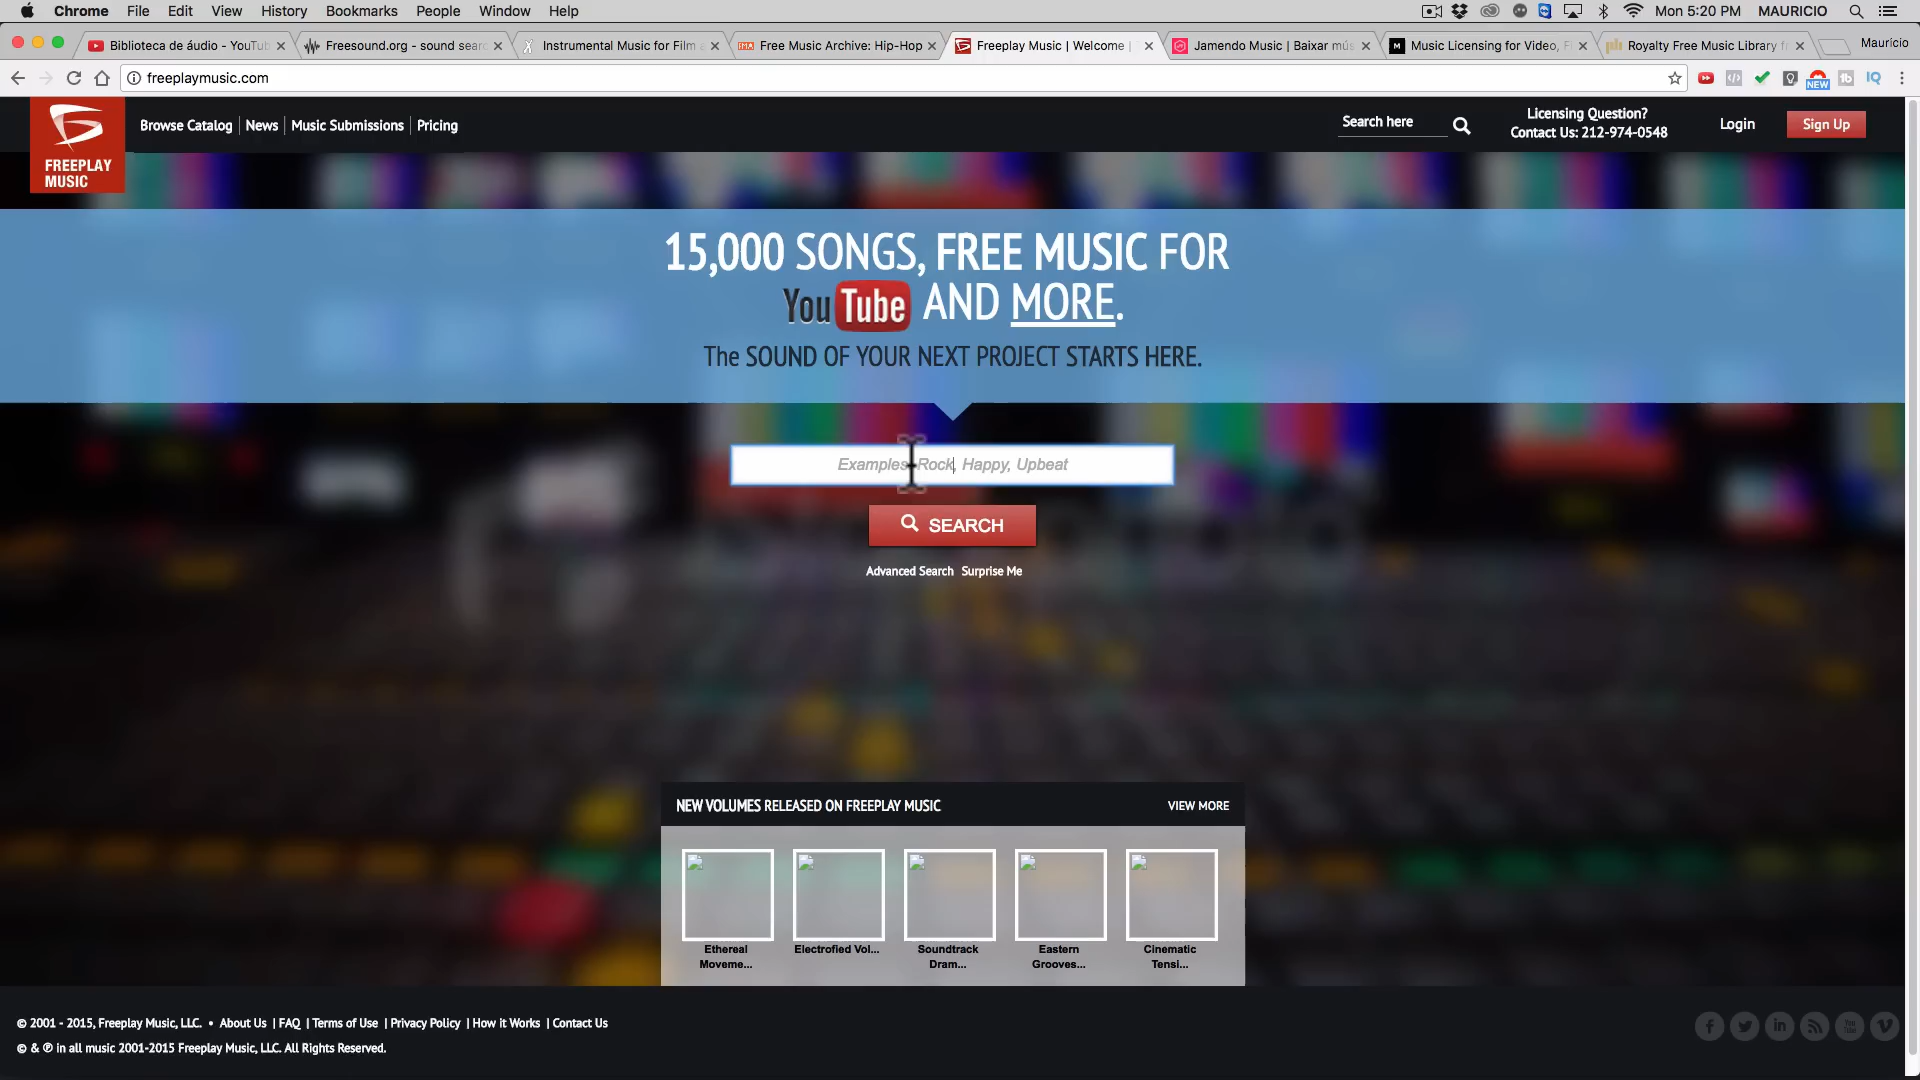 Chrome File Edit View History Bookmarks People Window Help Mon 5:20 PM MAURICIO
Biblioteca de áudio - YouTub Freesound.org - sound sear Instrumental Music for Film a Free Music Archive: Hip-Hop Freeplay Music | Welcome | Jamendo Music | Baixar mús Music Licensing for Video, F Royalty Free Music Library f Maurício
freeplaymusic.com
NEW
FREEPLAY
MUSIC
Browse Catalog | News | Music Submissions | Pricing
Search here
Licensing Question?
Contact Us: 212-974-0548
Login
Sign Up
15,000 SONGS, FREE MUSIC FOR
YouTube AND MORE.
The SOUND OF YOUR NEXT PROJECT STARTS HERE.
Examples: Rock, Happy, Upbeat
SEARCH
Advanced Search Surprise Me
NEW VOLUMES RELEASED ON FREEPLAY MUSIC VIEW MORE
Ethereal
Moveme...
Electrofied Vol...
Soundtrack
Dram...
Eastern
Grooves...
Cinematic
Tensi...
© 2001 - 2015, Freeplay Music, LLC. • About Us | FAQ | Terms of Use | Privacy Policy | How it Works | Contact Us
© & ℗ in all music 2001-2015 Freeplay Music, LLC. All Rights Reserved.